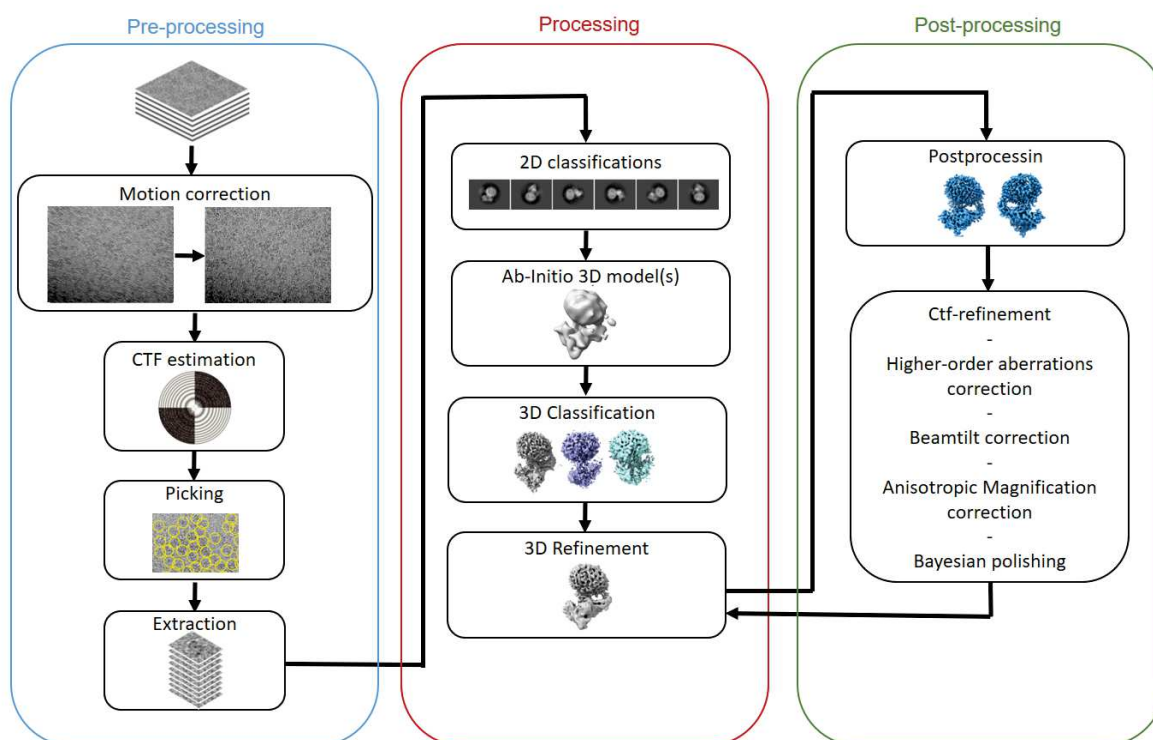 Pre-processing
Motion correction
CTF estimation
Picking
Extraction
Processing
2D classifications
Ab-Initio 3D model(s)
3D Classification
3D Refinement
Post-processing
Postprocessin
Ctf-refinement
-
Higher-order aberrations
correction
-
Beamtilt correction
-
Anisotropic Magnification
correction
-
Bayesian polishing